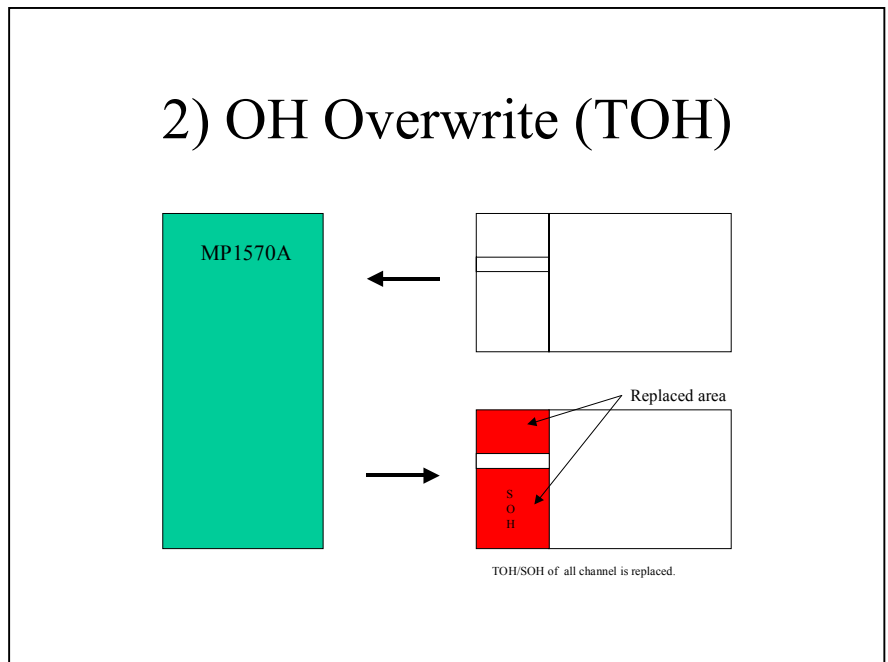 2) OH Overwrite (TOH)
MP1570A
Replaced area
S
O
H
TOH/SOH of all channel is replaced.